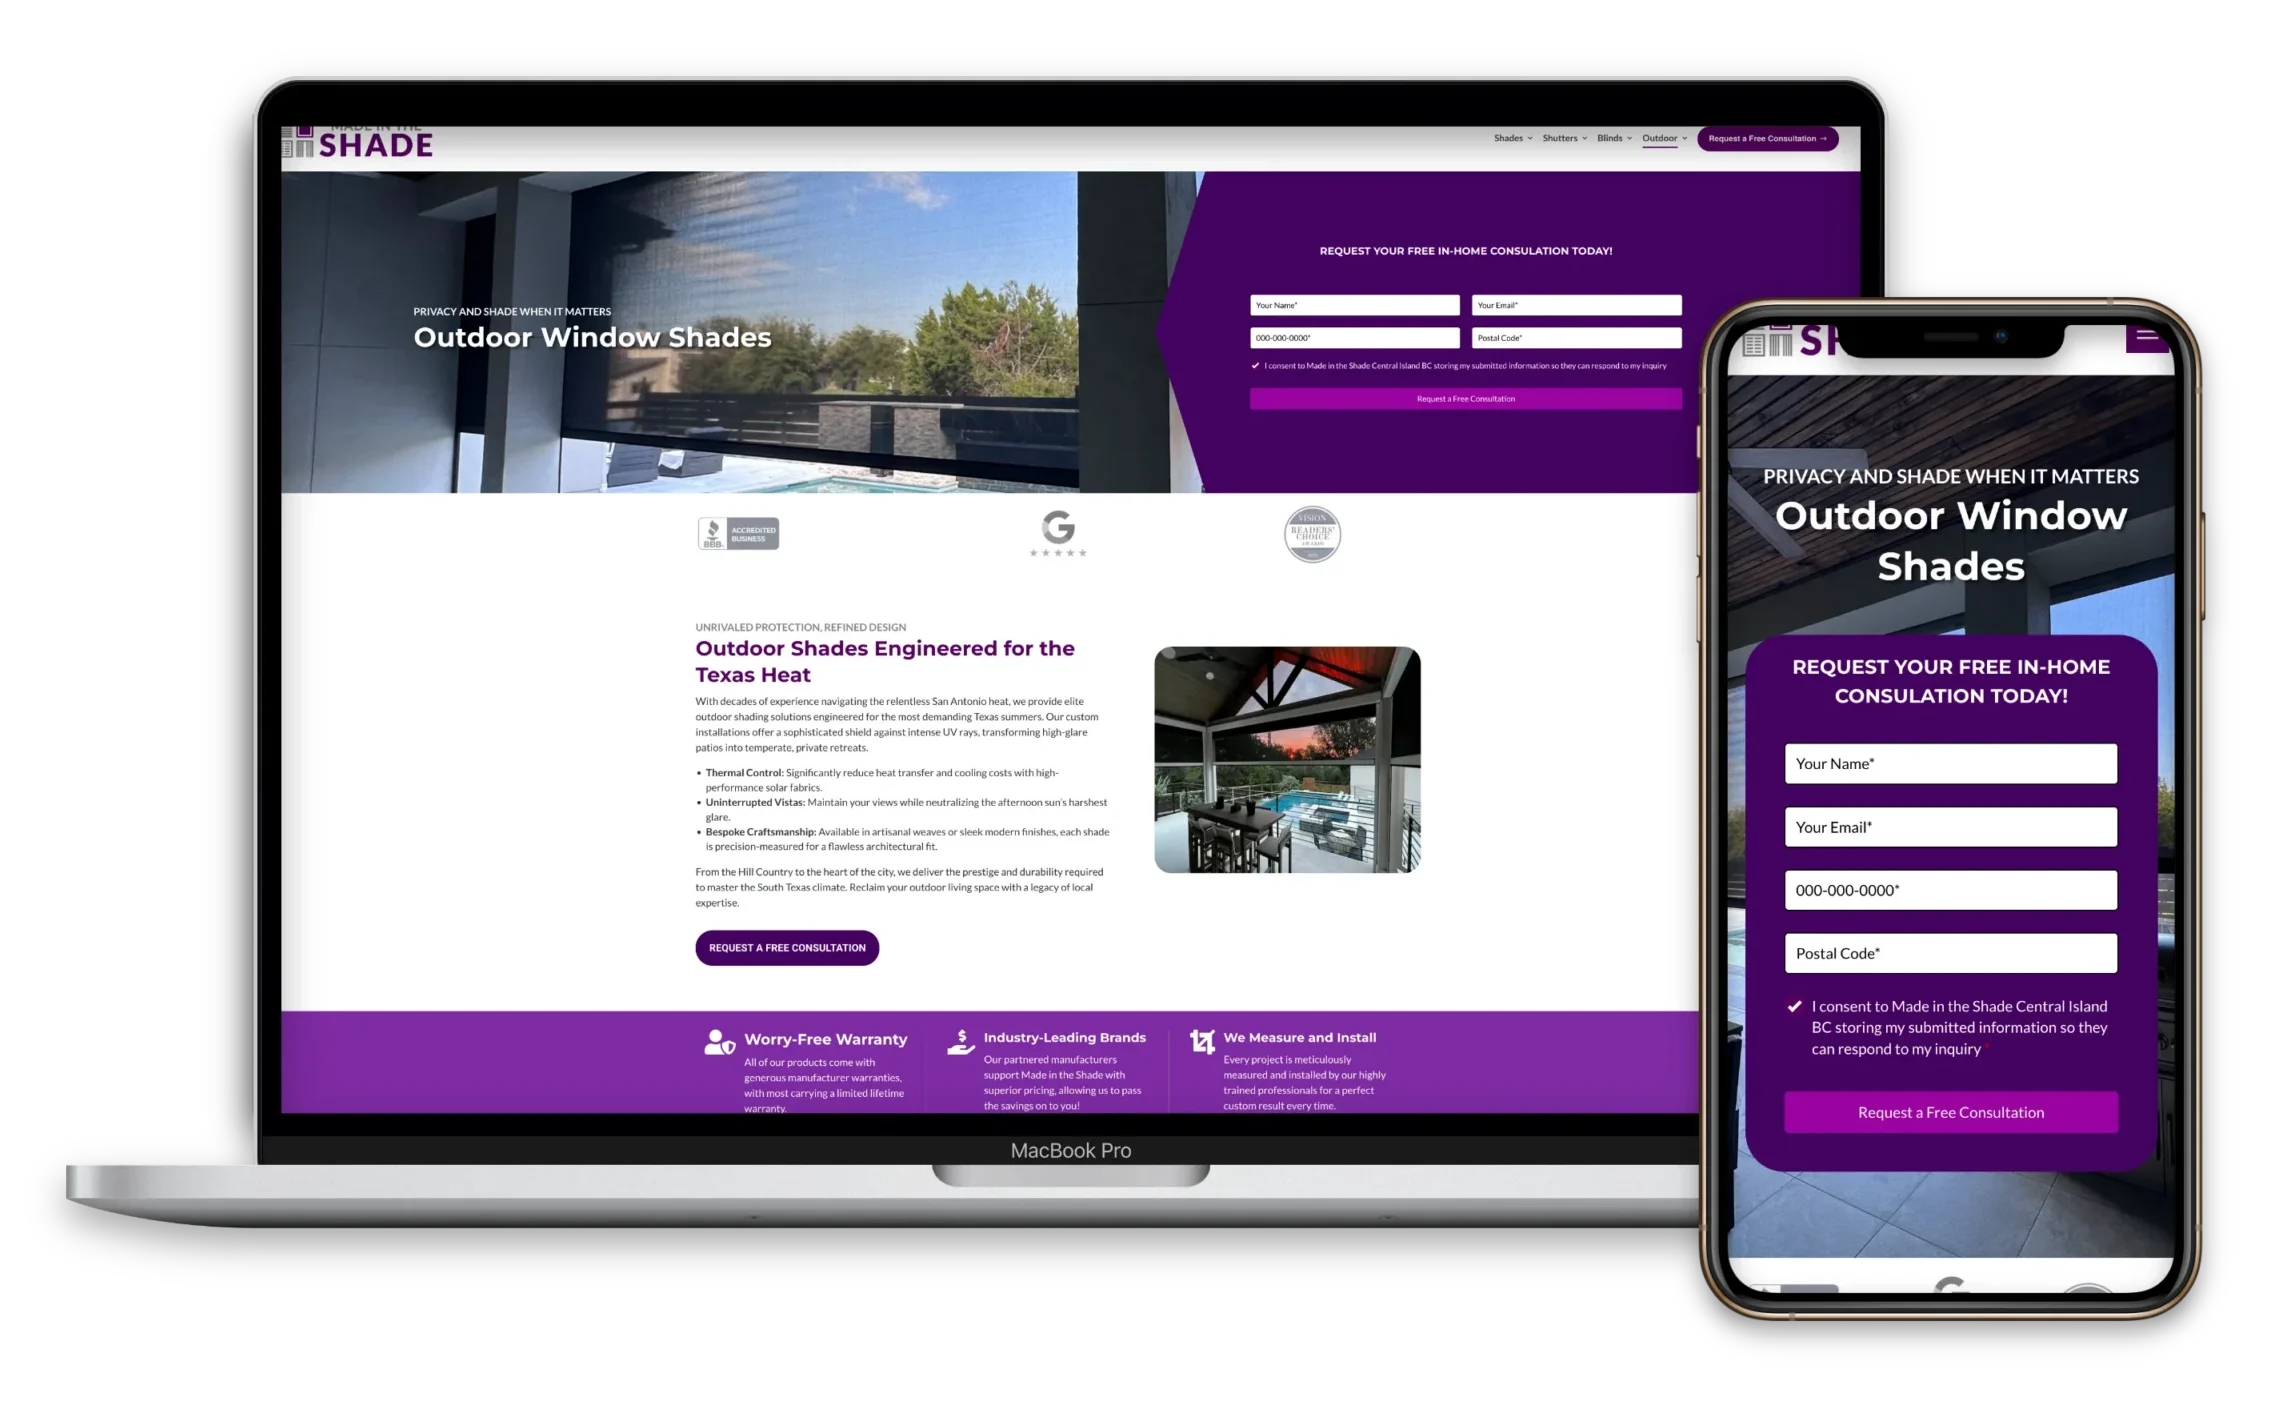 MADE IN THE
SHADE
Shades
Shutters
Blinds
Outdoor
Request a Free Consultation →
PRIVACY AND SHADE WHEN IT MATTERS
Outdoor Window Shades
REQUEST YOUR FREE IN-HOME CONSULATION TODAY!
Your Name*
Your Email*
000-000-0000*
Postal Code*
I consent to Made in the Shade Central Island BC storing my submitted information so they can respond to my inquiry
Request a Free Consultation
BBB.
ACCREDITED
BUSINESS
G
VISION
READERS'
CHOICE
AWARDS
UNRIVALED PROTECTION, REFINED DESIGN
Outdoor Shades Engineered for the
Texas Heat
With decades of experience navigating the relentless San Antonio heat, we provide elite
outdoor shading solutions engineered for the most demanding Texas summers. Our custom
installations offer a sophisticated shield against intense UV rays, transforming high-glare
patios into temperate, private retreats.
• Thermal Control: Significantly reduce heat transfer and cooling costs with high-
performance solar fabrics.
• Uninterrupted Vistas: Maintain your views while neutralizing the afternoon sun's harshest
glare.
• Bespoke Craftsmanship: Available in artisanal weaves or sleek modern finishes, each shade
is precision-measured for a flawless architectural fit.
From the Hill Country to the heart of the city, we deliver the prestige and durability required
to master the South Texas climate. Reclaim your outdoor living space with a legacy of local
expertise.
REQUEST A FREE CONSULTATION
Worry-Free Warranty
All of our products come with
generous manufacturer warranties,
with most carrying a limited lifetime
warranty.
Industry-Leading Brands
Our partnered manufacturers
support Made in the Shade with
superior pricing, allowing us to pass
the savings on to you!
We Measure and Install
Every project is meticulously
measured and installed by our highly
trained professionals for a perfect
custom result every time.
MacBook Pro
SH
PRIVACY AND SHADE WHEN IT MATTERS
Outdoor Window
Shades
REQUEST YOUR FREE IN-HOME
CONSULATION TODAY!
Your Name*
Your Email*
000-000-0000*
Postal Code*
I consent to Made in the Shade Central Island
BC storing my submitted information so they
can respond to my inquiry *
Request a Free Consultation